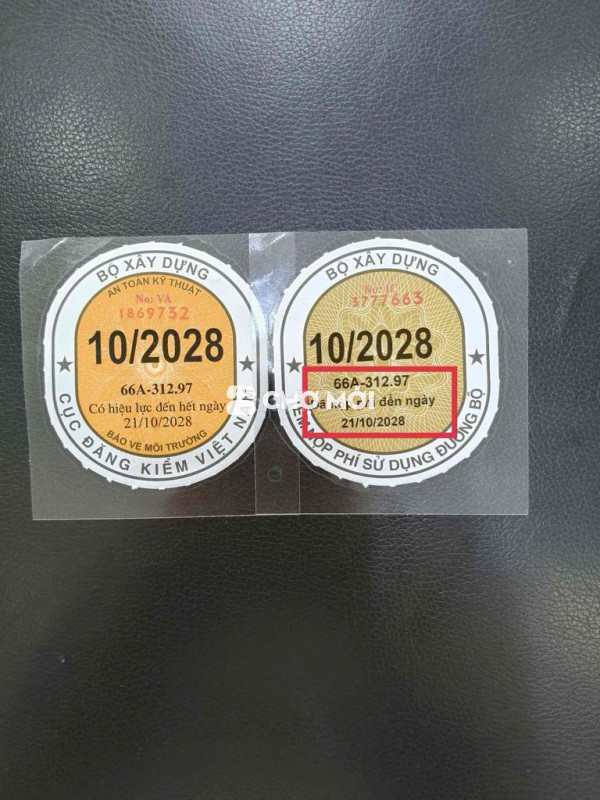 BỘ XÂY DỰNG
AN TOÀN KỸ THUẬT
No: VA
1869732
10/2028
66A-312.97
Có hiệu lực đến hết ngày
21/10/2028
BẢO VỆ MÔI TRƯỜNG
CỤC ĐĂNG KIỂM VIỆT NAM
BỘ XÂY DỰNG
3777663
10/2028
66A-312.97
đến ngày
21/10/2028
NỘP PHÍ SỬ DỤNG ĐƯỜNG BỘ
CHỢ MỚI